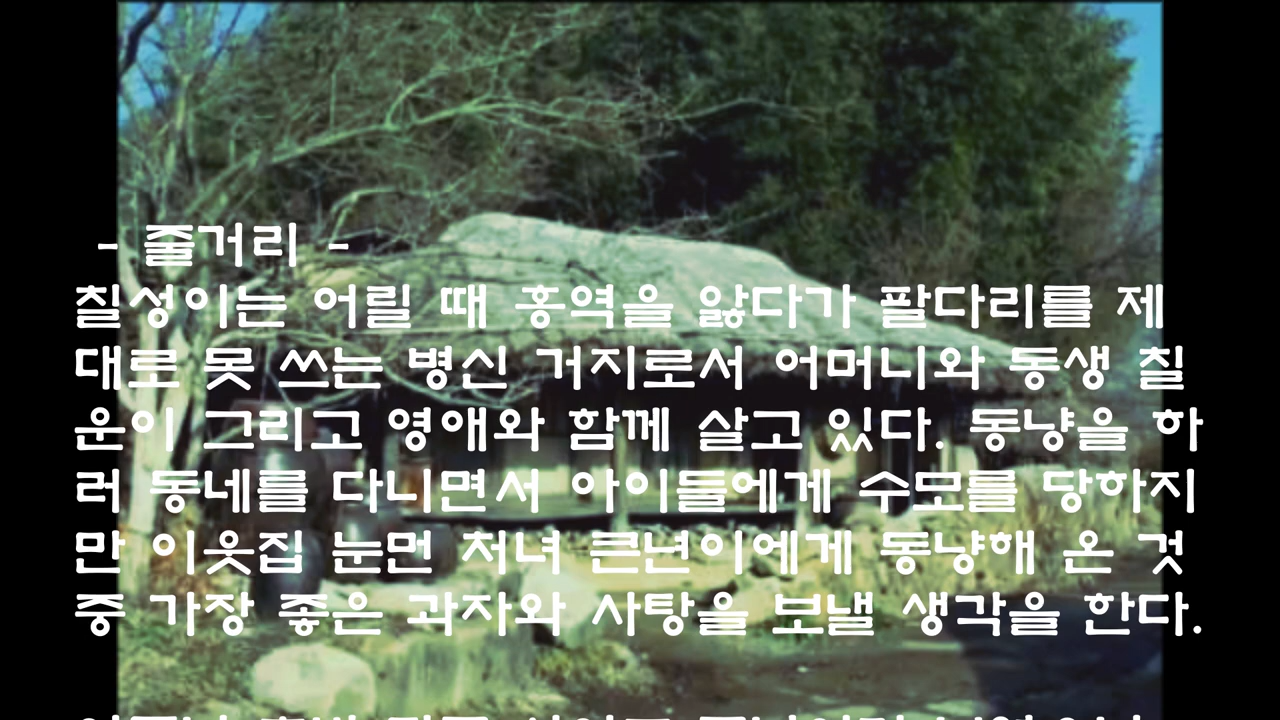 - 줄거리 -
칠성이는 어릴 때 홍역을 앓다가 팔다리를 제
대로 못 쓰는 병신 거지로서 어머니와 동생 칠
운이 그리고 영애와 함께 살고 있다. 동냥을 하
러 동네를 다니면서 아이들에게 수모를 당하지
만 이웃집 눈먼 처녀 큰년이에게 동냥해 온 것
중 가장 좋은 과자와 사탕을 보낼 생각을 한다.